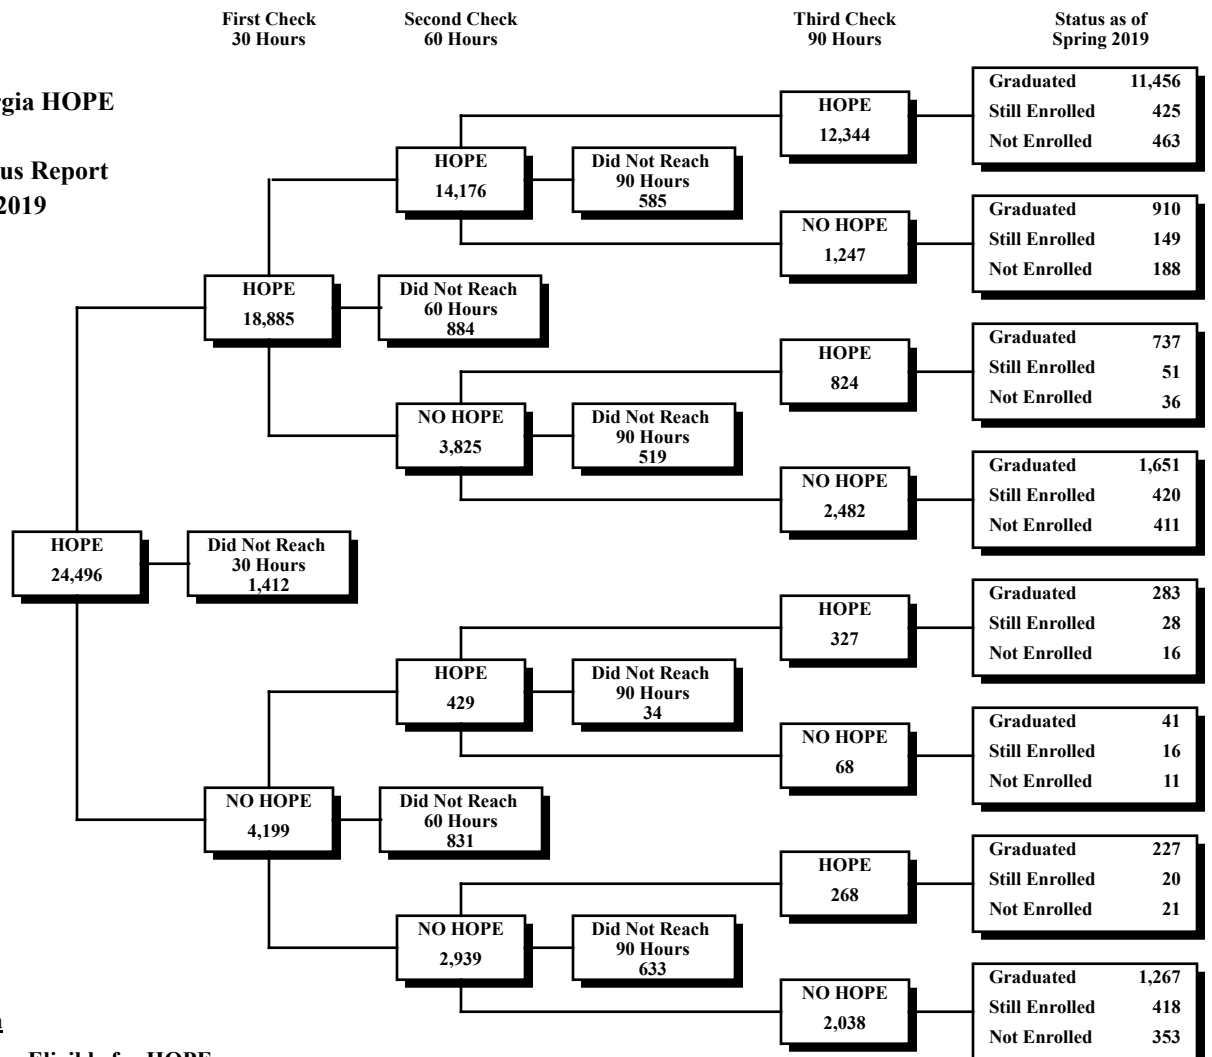 First Check
30 Hours
Second Check
60 Hours
Third Check
90 Hours
Status as of
Spring 2019
rgia HOPE
us Report
2019
HOPE
24,496
Did Not Reach
30 Hours
1,412
HOPE
18,885
Did Not Reach
60 Hours
884
NO HOPE
4,199
Did Not Reach
60 Hours
831
HOPE
14,176
Did Not Reach
90 Hours
585
NO HOPE
3,825
Did Not Reach
90 Hours
519
HOPE
429
Did Not Reach
90 Hours
34
NO HOPE
2,939
Did Not Reach
90 Hours
633
HOPE
12,344
Graduated 11,456
Still Enrolled 425
Not Enrolled 463
NO HOPE
1,247
Graduated 910
Still Enrolled 149
Not Enrolled 188
HOPE
824
Graduated 737
Still Enrolled 51
Not Enrolled 36
NO HOPE
2,482
Graduated 1,651
Still Enrolled 420
Not Enrolled 411
HOPE
327
Graduated 283
Still Enrolled 28
Not Enrolled 16
NO HOPE
68
Graduated 41
Still Enrolled 16
Not Enrolled 11
HOPE
268
Graduated 227
Still Enrolled 20
Not Enrolled 21
NO HOPE
2,038
Graduated 1,267
Still Enrolled 418
Not Enrolled 353
Eligible for HOPE